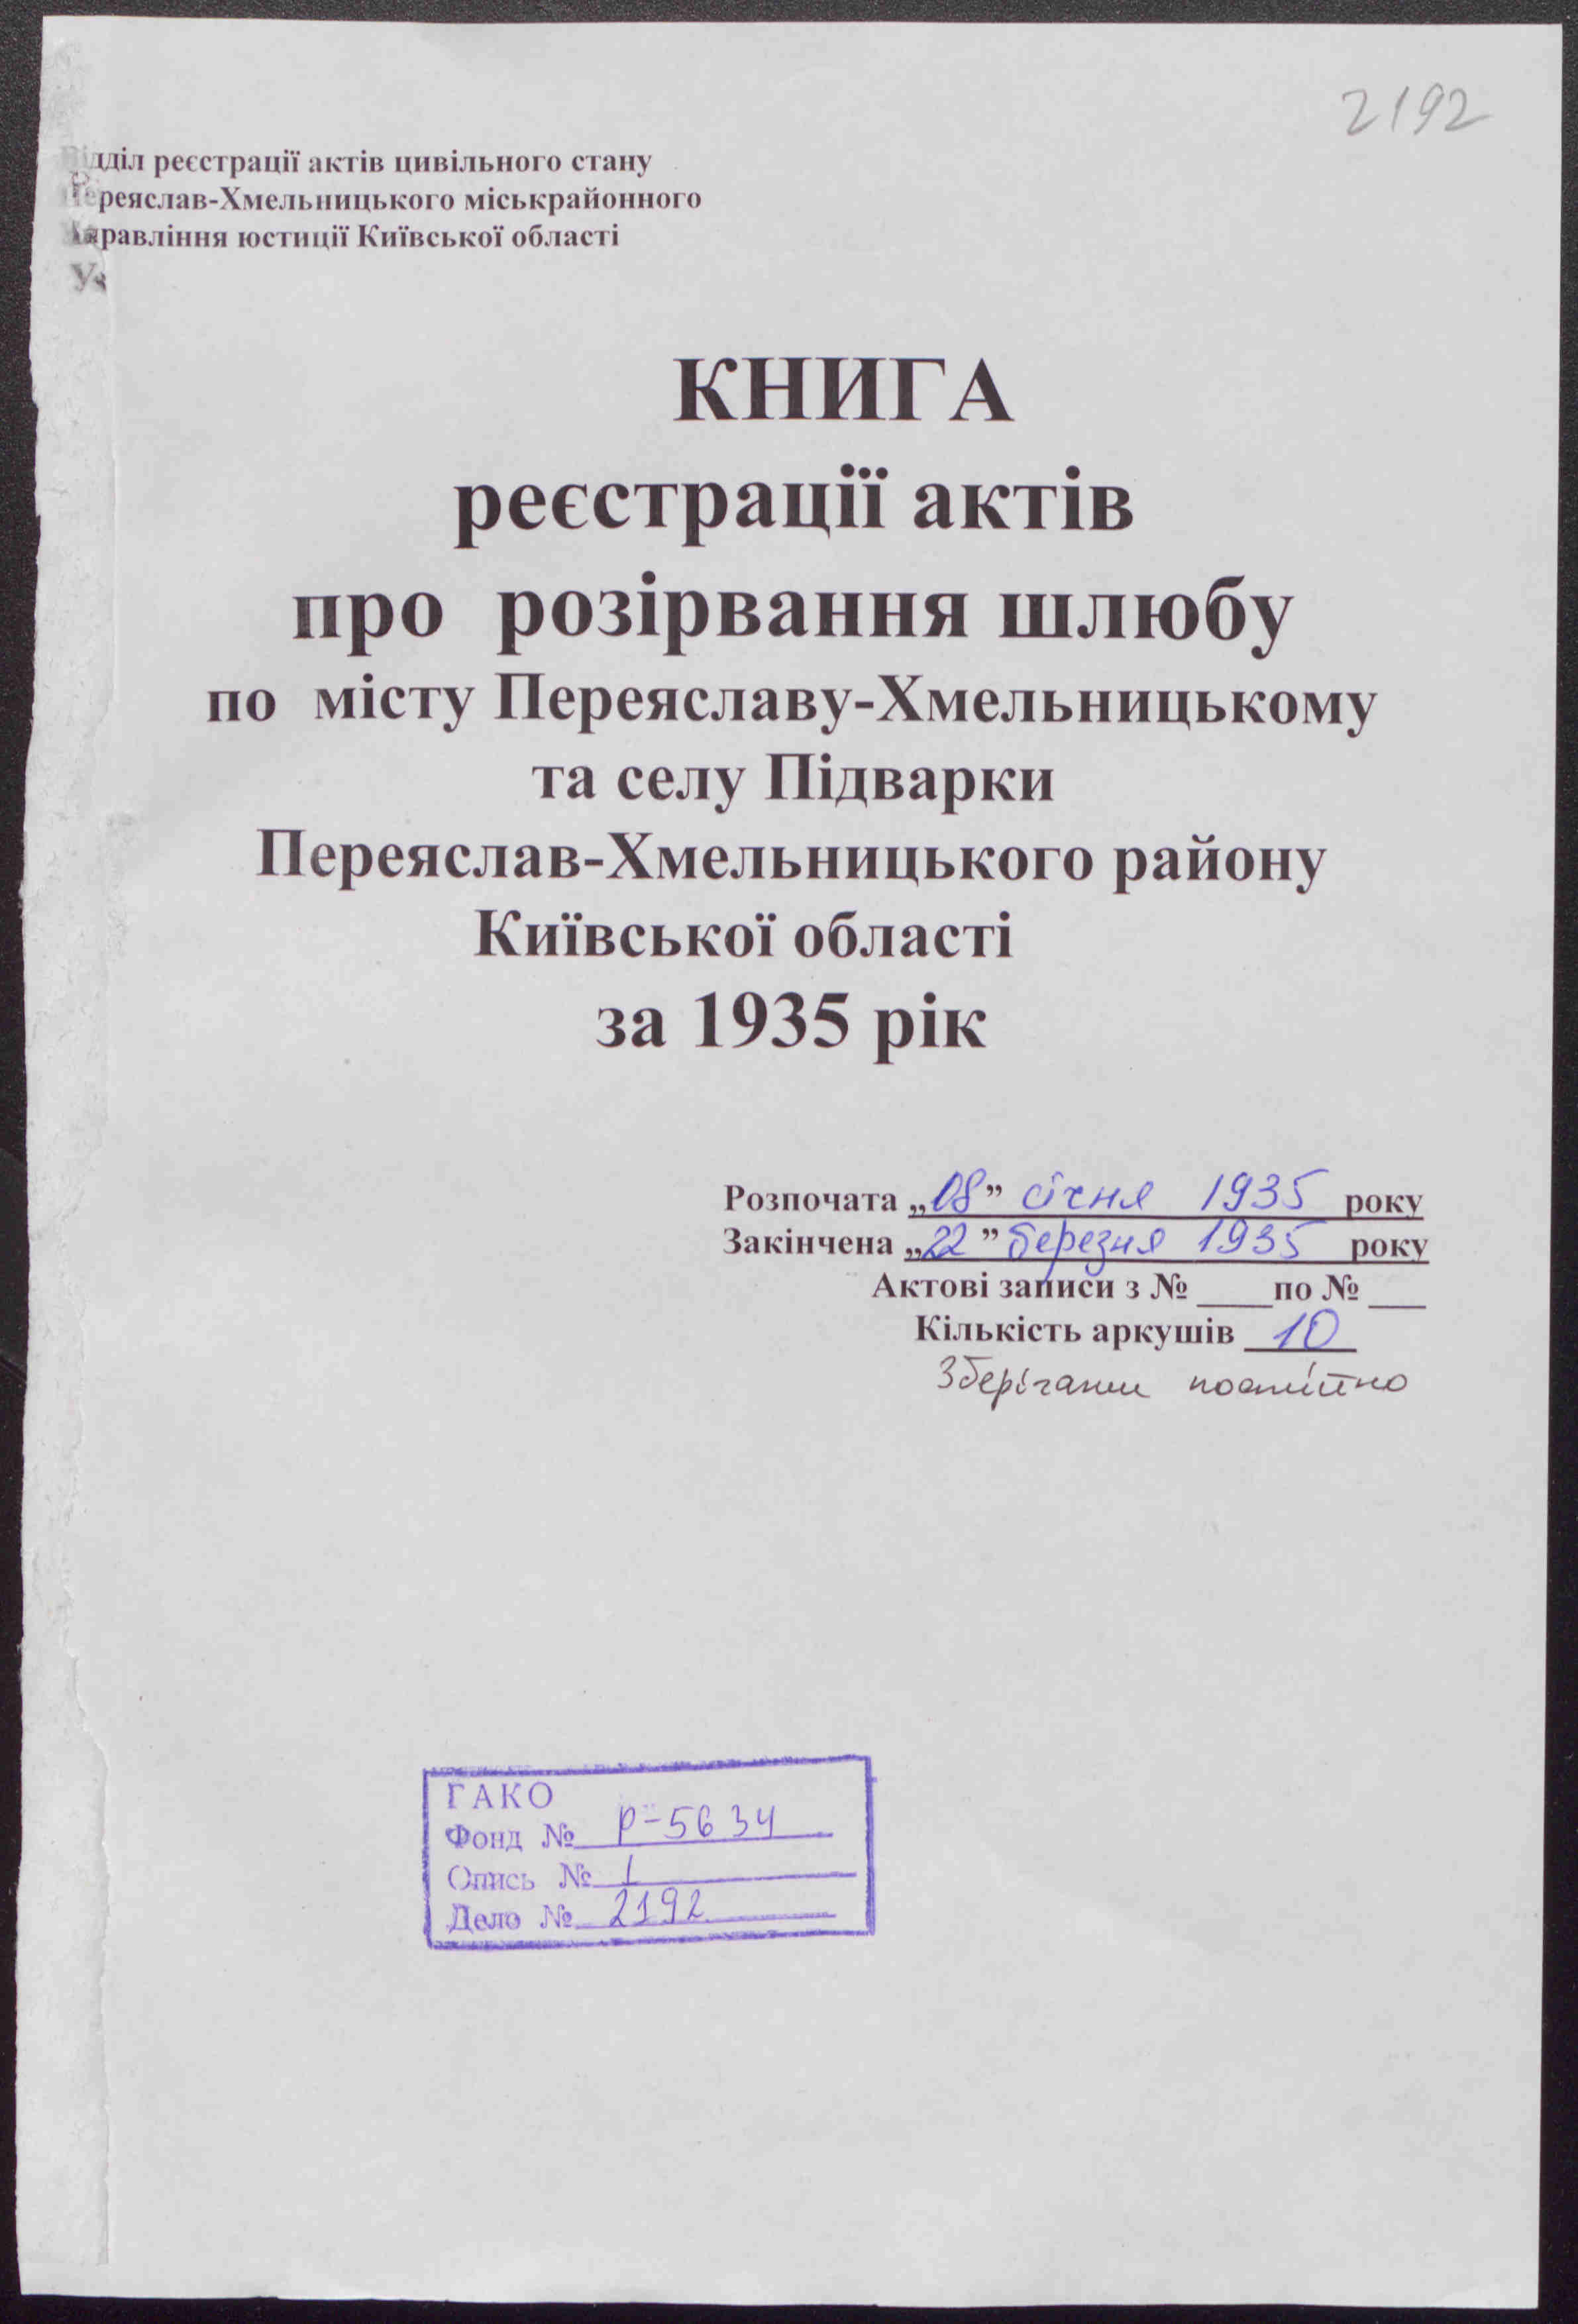 2192
Відділ реєстрації актів цивільного стану
Переяслав-Хмельницького міськрайонного
управління юстиції Київської області
КНИГА
реєстрації актів
про розірвання шлюбу
по місту Переяславу-Хмельницькому
та селу Підварки
Переяслав-Хмельницького району
Київської області
за 1935 рік
Розпочата „08” січня 1935 року
Закінчена „22” березня 1935 року
Актові записи з № ____ по № ___
Кількість аркушів 10
Зберігати постійно
ГАКО
Фонд № Р-5634
Опись № 1
Дело № 2192